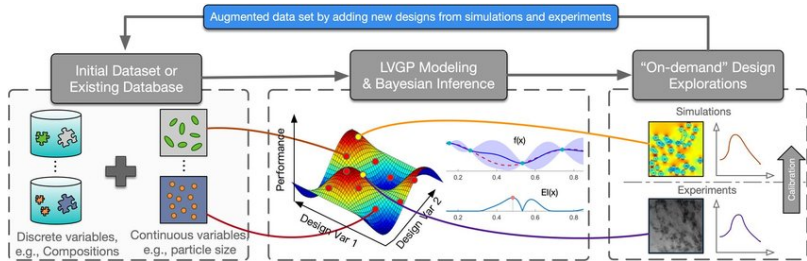 Augmented data set by adding new designs from simulations and experiments
Initial Dataset or
Existing Database
LVGP Modeling
& Bayesian Inference
“On-demand” Design
Explorations
Discrete variables,
e.g., Compositions
Continuous variables
e.g., particle size
Performance
Design Var 1
Design Var 2
f(x)
0.2
0.4
0.6
0.8
EI(x)
0.2
0.4
0.6
0.8
Simulations
Experiments
Calibration